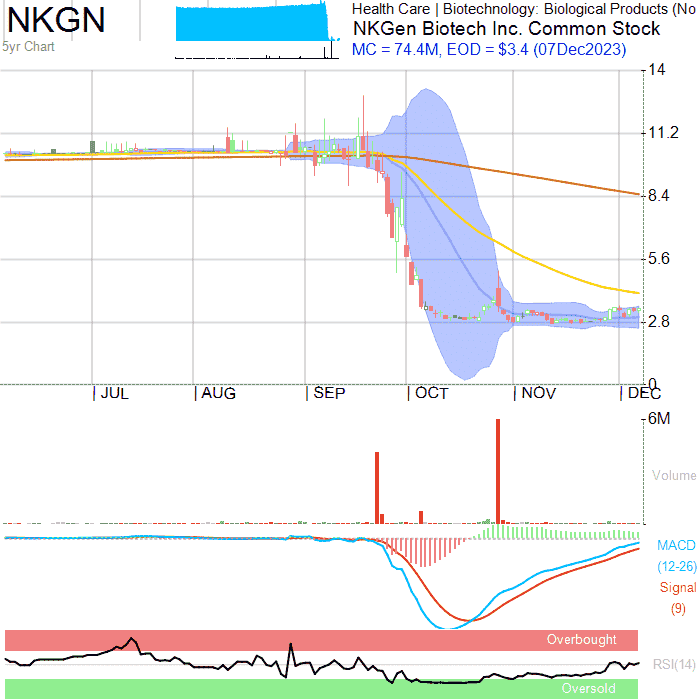 NKGN
5yr Chart
Health Care | Biotechnology: Biological Products (No
NKGen Biotech Inc. Common Stock
MC = 74.4M, EOD = $3.4 (07Dec2023)
14
11.2
8.4
5.6
2.8
0
JUL AUG SEP OCT NOV DEC
6M
Volume
MACD
(12-26)
Signal
(9)
Overbought
RSI(14)
Oversold